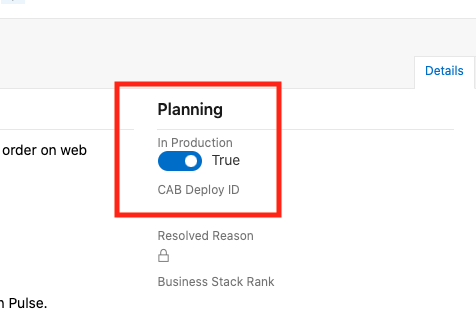 Details
Planning
In Production
order on web
True
CAB Deploy ID
Resolved Reason
Business Stack Rank
Pulse.